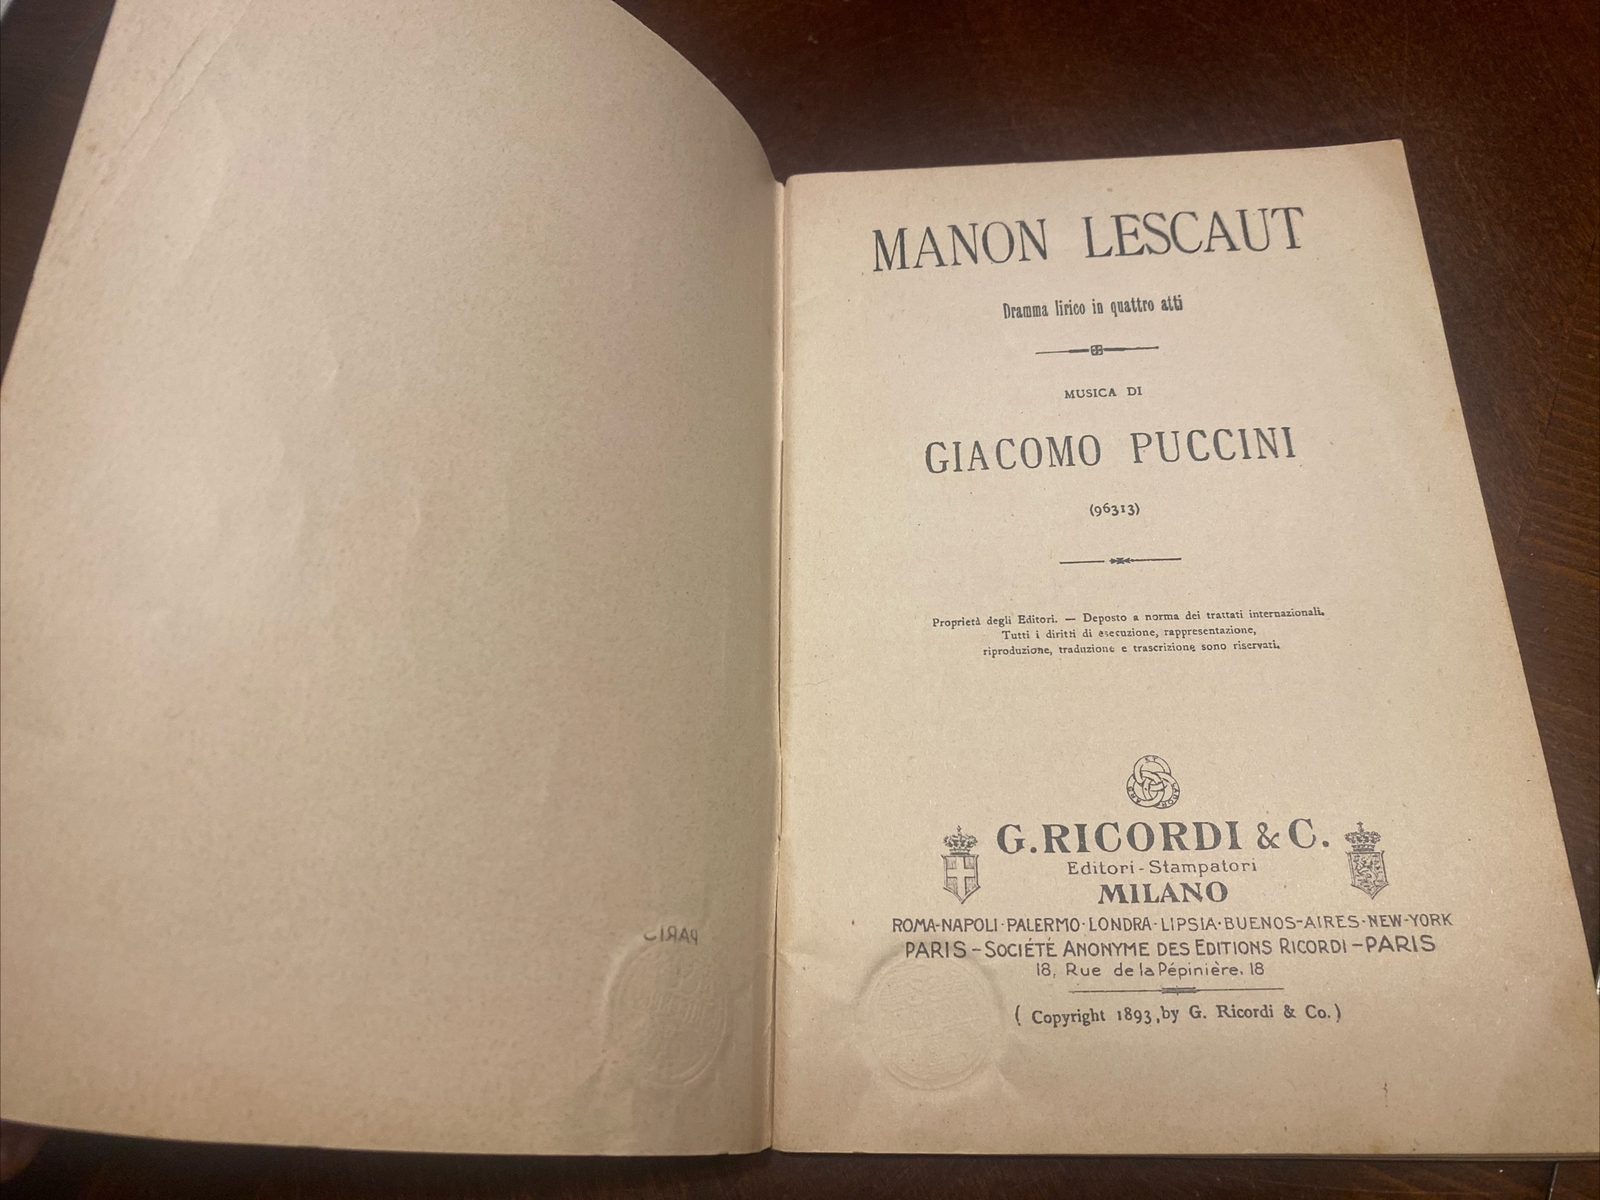 MANON LESCAUT
Dramma lirico in quattro atti
MUSICA DI
GIACOMO PUCCINI
(96313)
Proprietà degli Editori. — Deposto a norma dei trattati internazionali.
Tutti i diritti di esecuzione, rappresentazione,
riproduzione, traduzione e trascrizione sono riservati.
G. RICORDI & C.
Editori - Stampatori
MILANO
ROMA-NAPOLI·PALERMO·LONDRA·LIPSIA·BUENOS-AIRES·NEW-YORK
PARIS - SOCIÉTÉ ANONYME DES EDITIONS RICORDI - PARIS
18, Rue de la Pépinière, 18
( Copyright 1893, by G. Ricordi & Co. )
PARIS